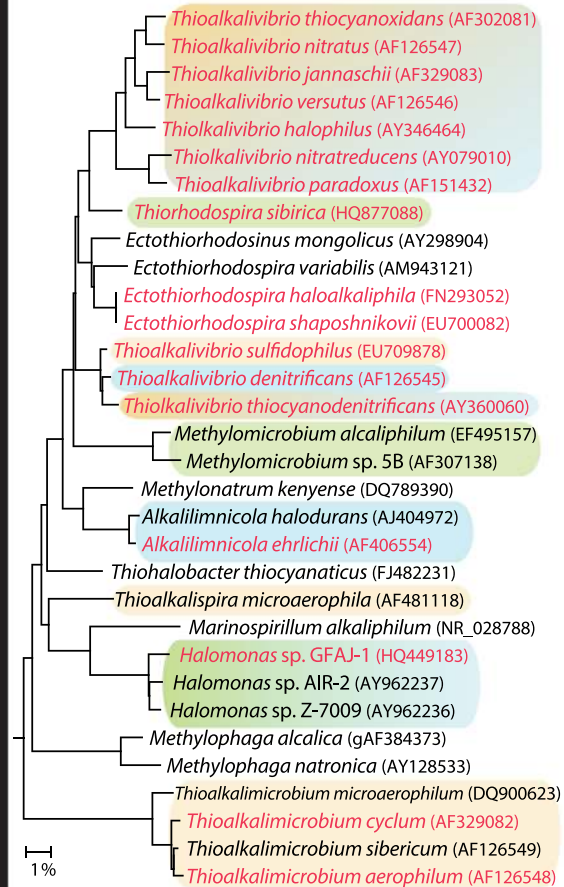 Thioalkalivibrio thiocyanoxidans (AF302081)
Thioalkalivibrio nitratus (AF126547)
Thioalkalivibrio jannaschii (AF329083)
Thioalkalivibrio versutus (AF126546)
Thiolkalivibrio halophilus (AY346464)
Thiolkalivibrio nitratreducens (AY079010)
Thioalkalivibrio paradoxus (AF151432)
Thiorhodospira sibirica (HQ877088)
Ectothiorhodosinus mongolicus (AY298904)
Ectothiorhodospira variabilis (AM943121)
Ectothiorhodospira haloalkaliphila (FN293052)
Ectothiorhodospira shaposhnikovii (EU700082)
Thioalkalivibrio sulfidophilus (EU709878)
Thioalkalivibrio denitrificans (AF126545)
Thiolkalivibrio thiocyanodenitrificans (AY360060)
Methylomicrobium alcaliphilum (EF495157)
Methylomicrobium sp. 5B (AF307138)
Methylonatrum kenyense (DQ789390)
Alkalilimnicola halodurans (AJ404972)
Alkalilimnicola ehrlichii (AF406554)
Thiohalobacter thiocyanaticus (FJ482231)
Thioalkalispira microaerophila (AF481118)
Marinospirillum alkaliphilum (NR_028788)
Halomonas sp. GFAJ-1 (HQ449183)
Halomonas sp. AIR-2 (AY962237)
Halomonas sp. Z-7009 (AY962236)
Methylophaga alcalica (gAF384373)
Methylophaga natronica (AY128533)
Thioalkalimicrobium microaerophilum (DQ900623)
Thioalkalimicrobium cyclum (AF329082)
Thioalkalimicrobium sibericum (AF126549)
Thioalkalimicrobium aerophilum (AF126548)
1%